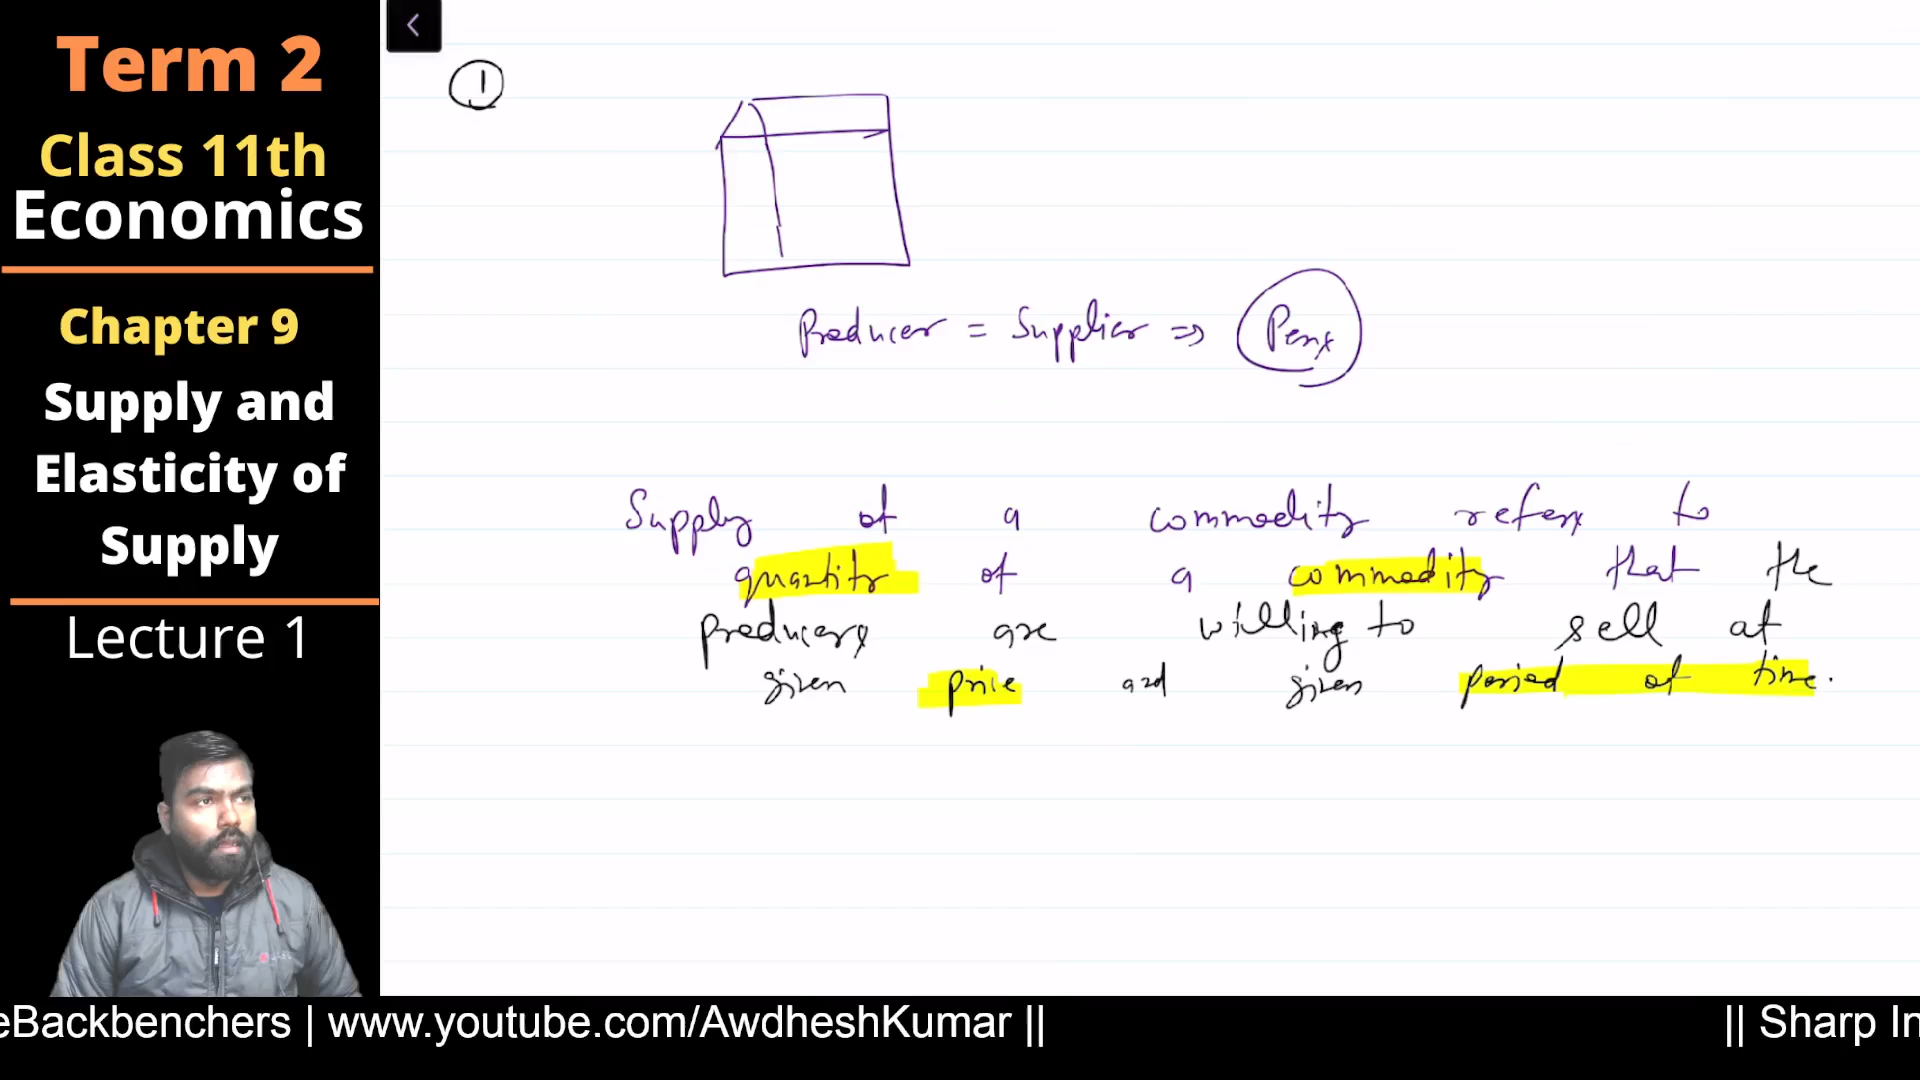 Term 2
Class 11th
Economics
Chapter 9
Supply and
Elasticity of
Supply
Lecture 1
1
Producer = Supplier ⇒ Pens
Supply of a commodity refers to
quantity of a commodity that the
producers are willing to sell at
given price and given period of time.
eBackbenchers | www.youtube.com/AwdheshKumar ||
|| Sharp In